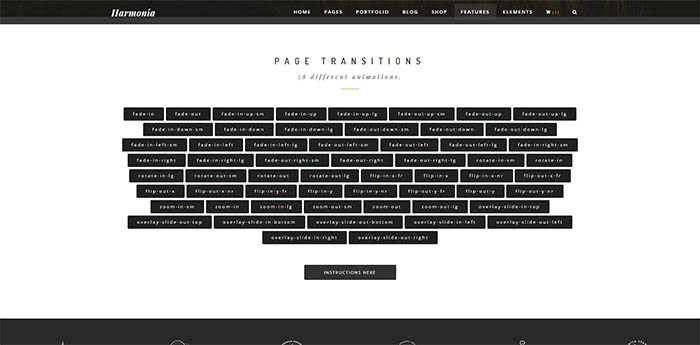 Harmonia HOME PAGES PORTFOLIO BLOG SHOP FEATURES ELEMENTS
PAGE TRANSITIONS
58 different animations.
fade-in fade-out fade-in-up-sm fade-in-up fade-in-up-lg fade-out-up-sm fade-out-up fade-out-up-lg
fade-in-down-sm fade-in-down fade-in-down-lg fade-out-down-sm fade-out-down fade-out-down-lg
fade-in-left-sm fade-in-left fade-in-left-lg fade-out-left-sm fade-out-left fade-out-left-lg fade-in-right-sm
fade-in-right fade-in-right-lg fade-out-right-sm fade-out-right fade-out-right-lg rotate-in-sm rotate-in
rotate-in-lg rotate-out-sm rotate-out rotate-out-lg flip-in-x-fr flip-in-x flip-in-x-nr flip-out-x-fr
flip-out-x flip-out-x-nr flip-in-y-fr flip-in-y flip-in-y-nr flip-out-y-fr flip-out-y flip-out-y-nr
zoom-in-sm zoom-in zoom-in-lg zoom-out-sm zoom-out zoom-out-lg overlay-slide-in-top
overlay-slide-out-top overlay-slide-in-bottom overlay-slide-out-bottom overlay-slide-in-left overlay-slide-out-left
overlay-slide-in-right overlay-slide-out-right
INSTRUCTIONS HERE